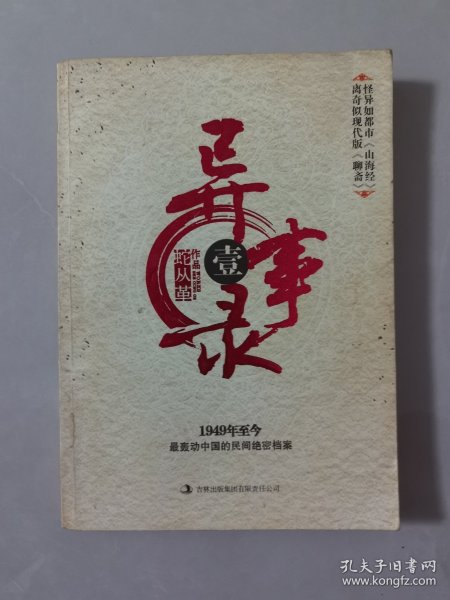 怪异如都市《山海经》
离奇似现代版《聊斋》
异事录
壹
蛇从革
作品
1949年至今
最轰动中国的民间绝密档案
吉林出版集团有限责任公司
孔夫子旧书网
www.kongfz.com